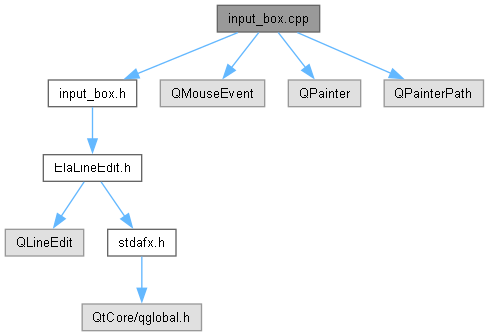 input_box.cpp
input_box.h
QMouseEvent
QPainter
QPainterPath
ElaLineEdit.h
QLineEdit
stdafx.h
QtCore/qglobal.h